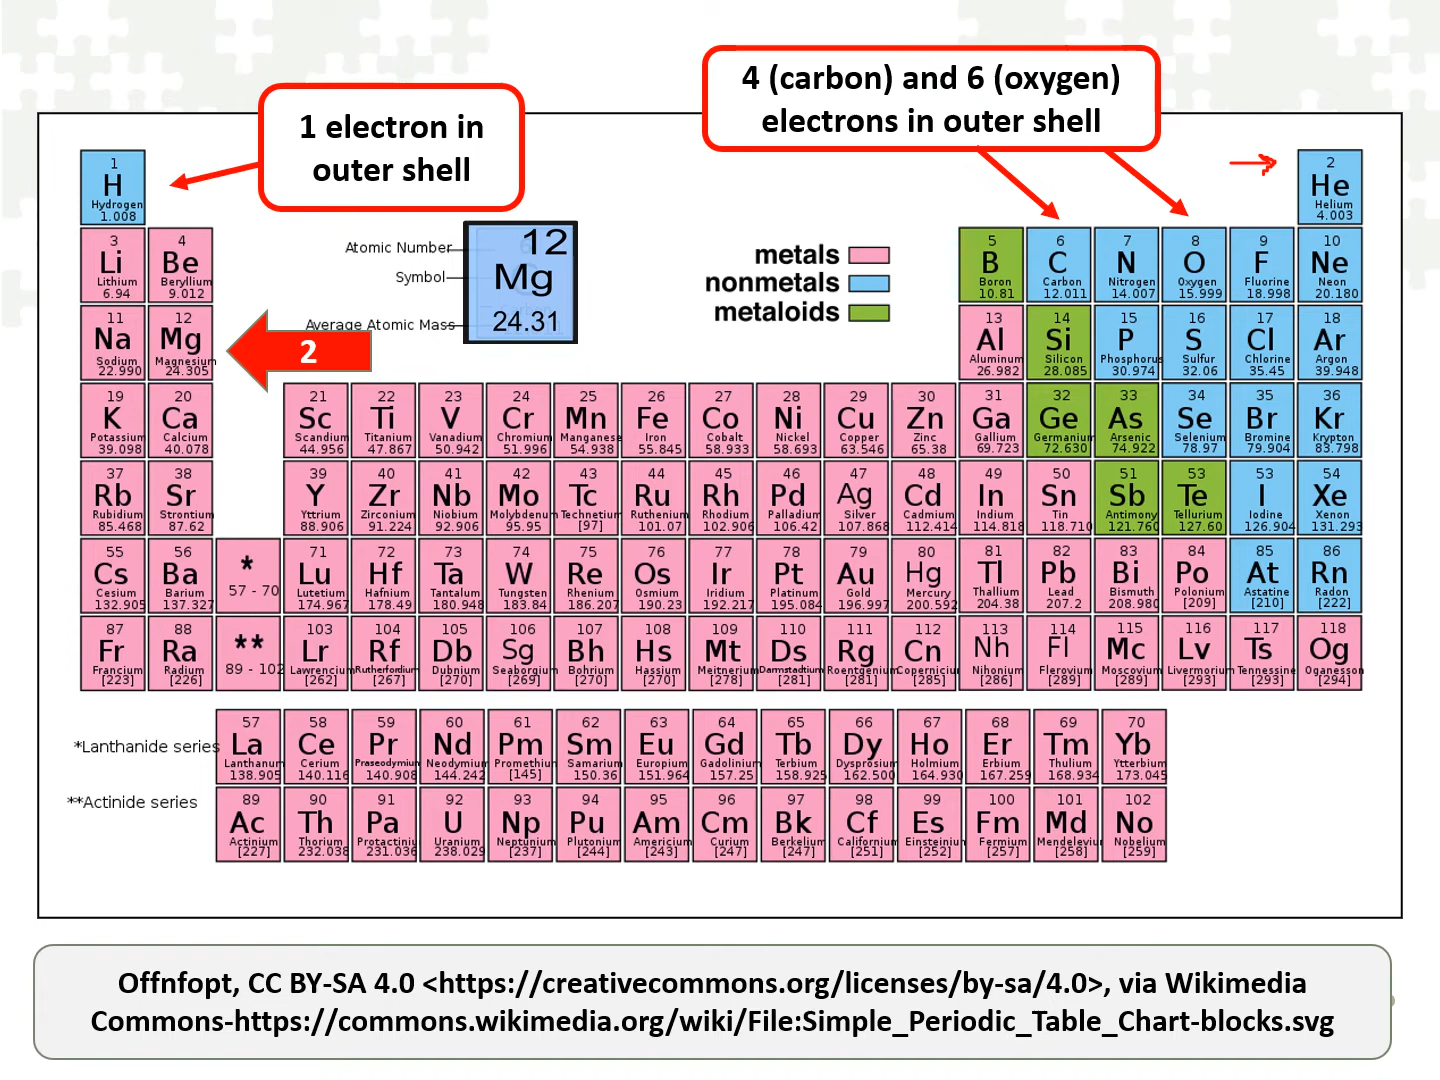 4 (carbon) and 6 (oxygen)
electrons in outer shell
1 electron in
outer shell
1
H
Hydrogen
1.008
2
He
Helium
4.003
Atomic Number
Symbol
Average Atomic Mass
12
Mg
24.31
metals
nonmetals
metaloids
2
3 4 5 6 7 8 9 10
Li Be B C N O F Ne
Lithium Beryllium Boron Carbon Nitrogen Oxygen Fluorine Neon
6.94 9.012 10.81 12.011 14.007 15.999 18.998 20.180
11 12 13 14 15 16 17 18
Na Mg Al Si P S Cl Ar
Sodium Magnesium Aluminum Silicon Phosphorus Sulfur Chlorine Argon
22.990 24.305 26.982 28.085 30.974 32.06 35.45 39.948
19 20 21 22 23 24 25 26 27 28 29 30 31 32 33 34 35 36
K Ca Sc Ti V Cr Mn Fe Co Ni Cu Zn Ga Ge As Se Br Kr
Potassium Calcium Scandium Titanium Vanadium Chromium Manganese Iron Cobalt Nickel Copper Zinc Gallium Germanium Arsenic Selenium Bromine Krypton
39.098 40.078 44.956 47.867 50.942 51.996 54.938 55.845 58.933 58.693 63.546 65.38 69.723 72.630 74.922 78.97 79.904 83.798
37 38 39 40 41 42 43 44 45 46 47 48 49 50 51 53 53 54
Rb Sr Y Zr Nb Mo Tc Ru Rh Pd Ag Cd In Sn Sb Te I Xe
Rubidium Strontium Yttrium Zirconium Niobium Molybdenum Technetium Ruthenium Rhodium Palladium Silver Cadmium Indium Tin Antimony Tellurium Iodine Xenon
85.468 87.62 88.906 91.224 92.906 95.95 [97] 101.07 102.906 106.42 107.868 112.414 114.818 118.710 121.760 127.60 126.904 131.293
55 56 * 71 72 73 74 75 76 77 78 79 80 81 82 83 84 85 86
Cs Ba Lu Hf Ta W Re Os Ir Pt Au Hg Tl Pb Bi Po At Rn
Cesium Barium 57 - 70 Lutetium Hafnium Tantalum Tungsten Rhenium Osmium Iridium Platinum Gold Mercury Thallium Lead Bismuth Polonium Astatine Radon
132.905 137.327 174.967 178.49 180.948 183.84 186.207 190.23 192.217 195.084 196.997 200.592 204.38 207.2 208.980 [209] [210] [222]
87 88 ** 103 104 105 106 107 108 109 110 111 112 113 114 115 116 117 118
Fr Ra Lr Rf Db Sg Bh Hs Mt Ds Rg Cn Nh Fl Mc Lv Ts Og
Francium Radium 89 - 102 Lawrencium Rutherfordium Dubnium Seaborgium Bohrium Hassium Meitnerium Darmstadtium Roentgenium Copernicium Nihonium Flerovium Moscovium Livermorium Tennessine Oganesson
[223] [226] [262] [267] [270] [269] [270] [270] [278] [281] [281] [285] [286] [289] [289] [293] [293] [294]
57 58 59 60 61 62 63 64 65 66 67 68 69 70
*Lanthanide series La Ce Pr Nd Pm Sm Eu Gd Tb Dy Ho Er Tm Yb
Lanthanum Cerium Praseodymium Neodymium Promethium Samarium Europium Gadolinium Terbium Dysprosium Holmium Erbium Thulium Ytterbium
138.905 140.116 140.908 144.242 [145] 150.36 151.964 157.25 158.925 162.500 164.930 167.259 168.934 173.045
**Actinide series 89 90 91 92 93 94 95 96 97 98 99 100 101 102
Ac Th Pa U Np Pu Am Cm Bk Cf Es Fm Md No
Actinium Thorium Protactinium Uranium Neptunium Plutonium Americium Curium Berkelium Californium Einsteinium Fermium Mendelevium Nobelium
[227] 232.038 231.036 238.029 [237] [244] [243] [247] [247] [251] [252] [257] [258] [259]
Offnfopt, CC BY-SA 4.0 <https://creativecommons.org/licenses/by-sa/4.0>, via Wikimedia
Commons-https://commons.wikimedia.org/wiki/File:Simple_Periodic_Table_Chart-blocks.svg